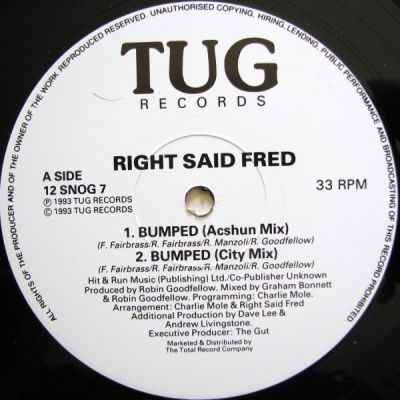 ALL RIGHTS OF THE PRODUCER AND OF THE OWNER OF THE WORK REPRODUCED RESERVED. UNAUTHORISED COPYING, HIRING, LENDING, PUBLIC PERFORMANCE AND BROADCASTING OF THIS RECORD PROHIBITED
TUG
RECORDS
RIGHT SAID FRED
A SIDE
12 SNOG 7
℗ 1993 TUG RECORDS
© 1993 TUG RECORDS
33 RPM
1. BUMPED (Acshun Mix)
(F. Fairbrass/R. Fairbrass/R. Manzoli/R. Goodfellow)
2. BUMPED (City Mix)
(F. Fairbrass/R. Fairbrass/R. Manzoli/R. Goodfellow)
Hit & Run Music (Publishing) Ltd./Co-Publisher Unknown
Produced by Robin Goodfellow. Mixed by Graham Bonnett
& Robin Goodfellow. Programming: Charlie Mole.
Arrangement: Charlie Mole & Right Said Fred
Additional Production by Dave Lee &
Andrew Livingstone.
Executive Producer: The Gut
Marketed & Distributed by
The Total Record Company